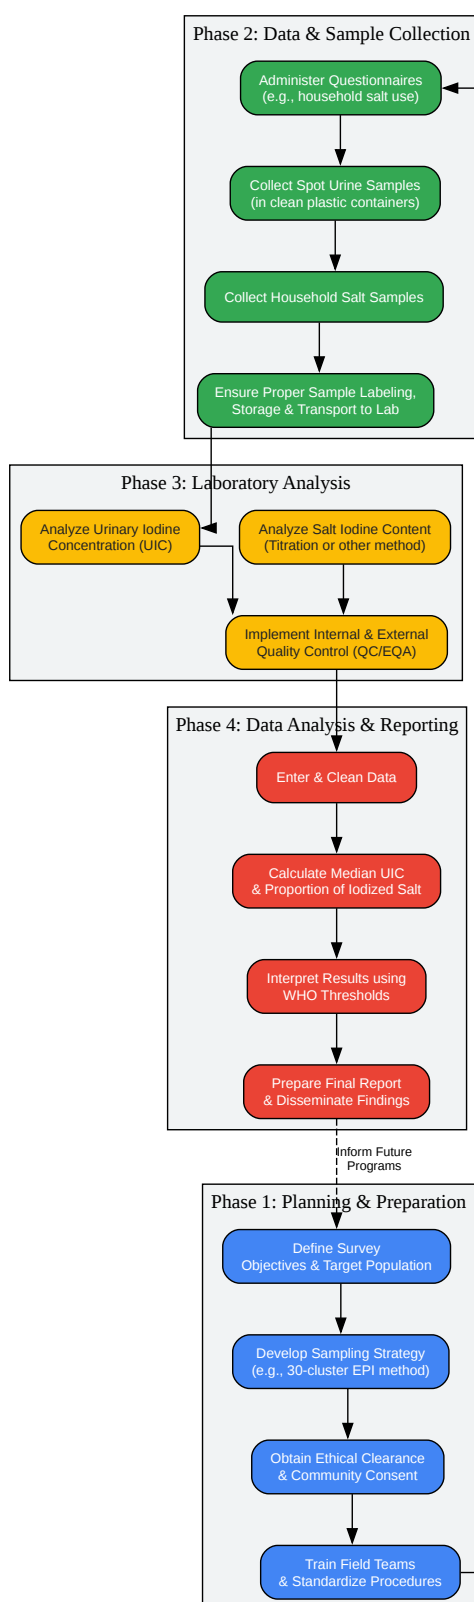 Phase 2: Data & Sample Collection
Administer Questionnaires
(e.g., household salt use)
Collect Spot Urine Samples
(in clean plastic containers)
Collect Household Salt Samples
Ensure Proper Sample Labeling,
Storage & Transport to Lab
Phase 3: Laboratory Analysis
Analyze Urinary Iodine
Concentration (UIC)
Analyze Salt Iodine Content
(Titration or other method)
Implement Internal & External
Quality Control (QC/EQA)
Phase 4: Data Analysis & Reporting
Enter & Clean Data
Calculate Median UIC
& Proportion of Iodized Salt
Interpret Results using
WHO Thresholds
Prepare Final Report
& Disseminate Findings
Inform Future
Programs
Phase 1: Planning & Preparation
Define Survey
Objectives & Target Population
Develop Sampling Strategy
(e.g., 30-cluster EPI method)
Obtain Ethical Clearance
& Community Consent
Train Field Teams
& Standardize Procedures